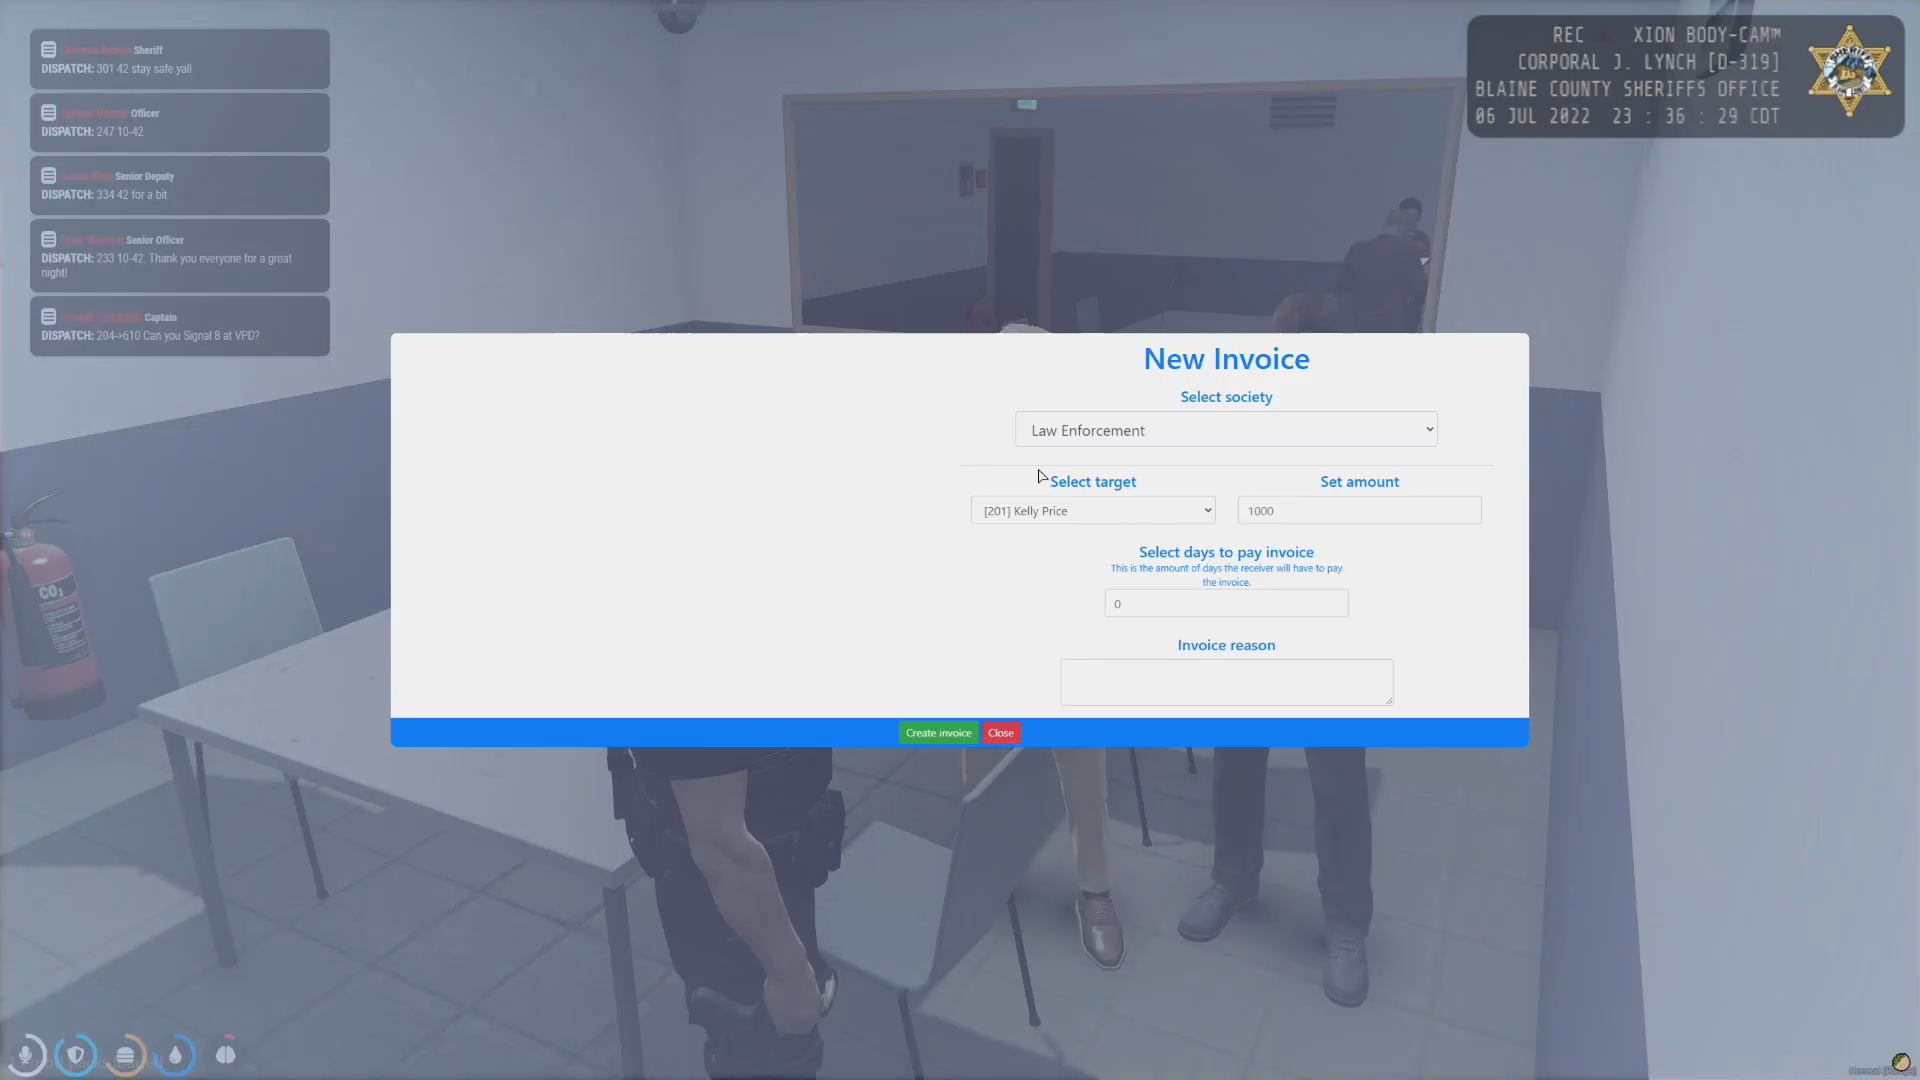 Sheriff
DISPATCH: 301 42 stay safe yall
Officer
DISPATCH: 247 10-42
Senior Deputy
DISPATCH: 334 42 for a bit
Senior Officer
DISPATCH: 233 10-42. Thank you everyone for a great
night!
Captain
DISPATCH: 204->610 Can you Signal 8 at VPD?
REC XION BODY-CAM™
CORPORAL J. LYNCH [D-319]
BLAINE COUNTY SHERIFFS OFFICE
06 JUL 2022 23 : 36 : 29 CDT
SHERIFF
New Invoice
Select society
Law Enforcement
Select target
Set amount
[201] Kelly Price
1000
Select days to pay invoice
This is the amount of days the receiver will have to pay
the invoice.
0
Invoice reason
Create invoice
Close
CO2
Normal